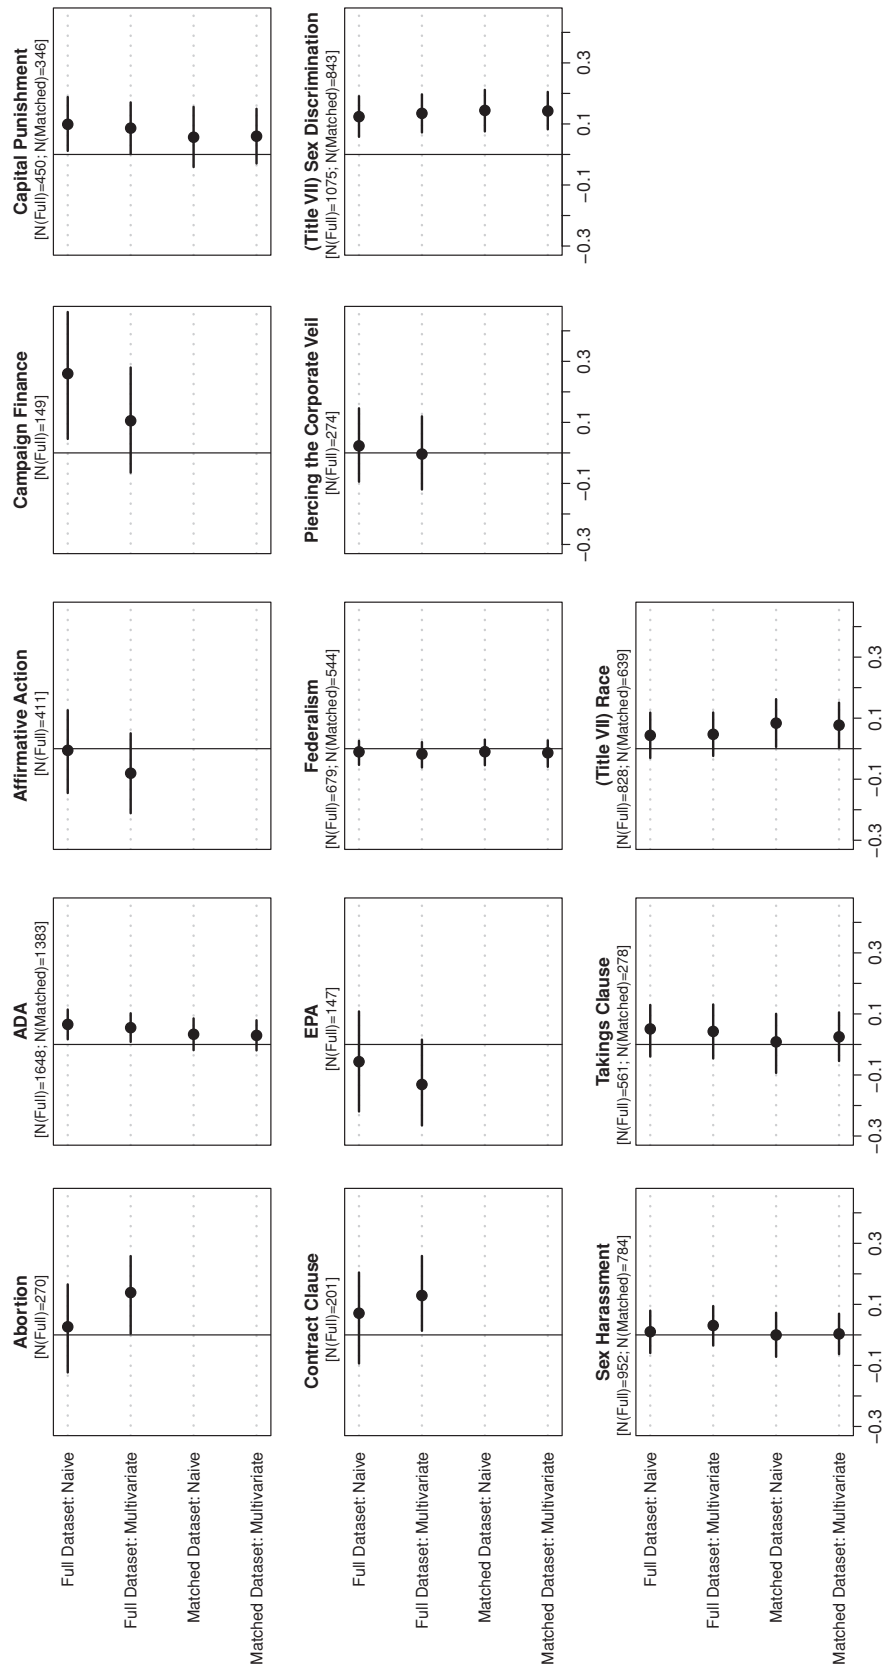 Abortion
[N(Full)=270]
ADA
[N(Full)=1648; N(Matched)=1383]
Affirmative Action
[N(Full)=411]
Campaign Finance
[N(Full)=149]
Capital Punishment
[N(Full)=450; N(Matched)=346]
Full Dataset: Naive
Full Dataset: Multivariate
Matched Dataset: Naive
Matched Dataset: Multivariate
Contract Clause
[N(Full)=201]
EPA
[N(Full)=147]
Federalism
[N(Full)=679; N(Matched)=544]
Piercing the Corporate Veil
[N(Full)=274]
(Title VII) Sex Discrimination
[N(Full)=1075; N(Matched)=843]
−0.3 −0.1 0.1 0.3
−0.3 −0.1 0.1 0.3
Sex Harassment
[N(Full)=952; N(Matched)=784]
Takings Clause
[N(Full)=561; N(Matched)=278]
(Title VII) Race
[N(Full)=828; N(Matched)=639]
Full Dataset: Naive
Full Dataset: Multivariate
Matched Dataset: Naive
Matched Dataset: Multivariate
−0.3 −0.1 0.1 0.3
−0.3 −0.1 0.1 0.3
−0.3 −0.1 0.1 0.3
Full Dataset: Naive
Full Dataset: Multivariate
Matched Dataset: Naive
Matched Dataset: Multivariate